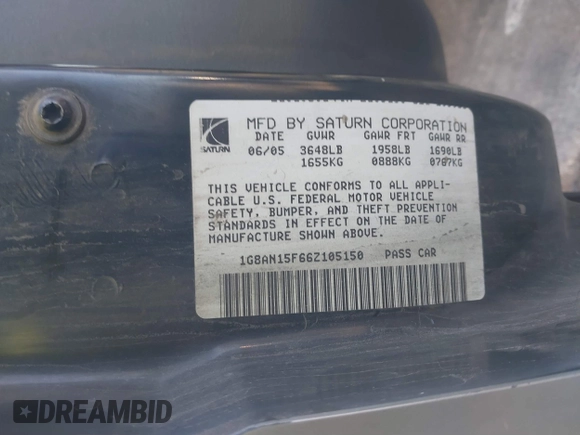 MFD BY SATURN CORPORATION
SATURN
DATE GVWR GAWR FRT GAWR RR
06/05 3648LB 1958LB 1690LB
1655KG 0888KG 0767KG
THIS VEHICLE CONFORMS TO ALL APPLI-
CABLE U.S. FEDERAL MOTOR VEHICLE
SAFETY, BUMPER, AND THEFT PREVENTION
STANDARDS IN EFFECT ON THE DATE OF
MANUFACTURE SHOWN ABOVE.
1G8AN15F66Z105150 PASS CAR
DREAMBID